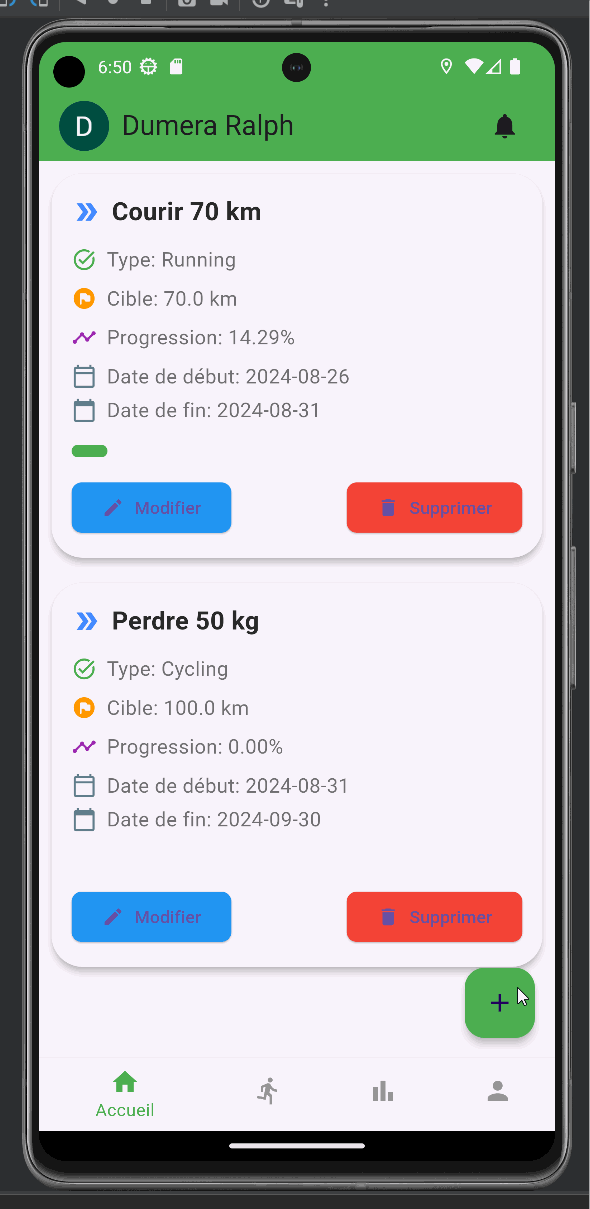 6:50
D Dumera Ralph
Courir 70 km
Type: Running
Cible: 70.0 km
Progression: 14.29%
Date de début: 2024-08-26
Date de fin: 2024-08-31
Modifier Supprimer
Perdre 50 kg
Type: Cycling
Cible: 100.0 km
Progression: 0.00%
Date de début: 2024-08-31
Date de fin: 2024-09-30
Modifier Supprimer
+
Accueil